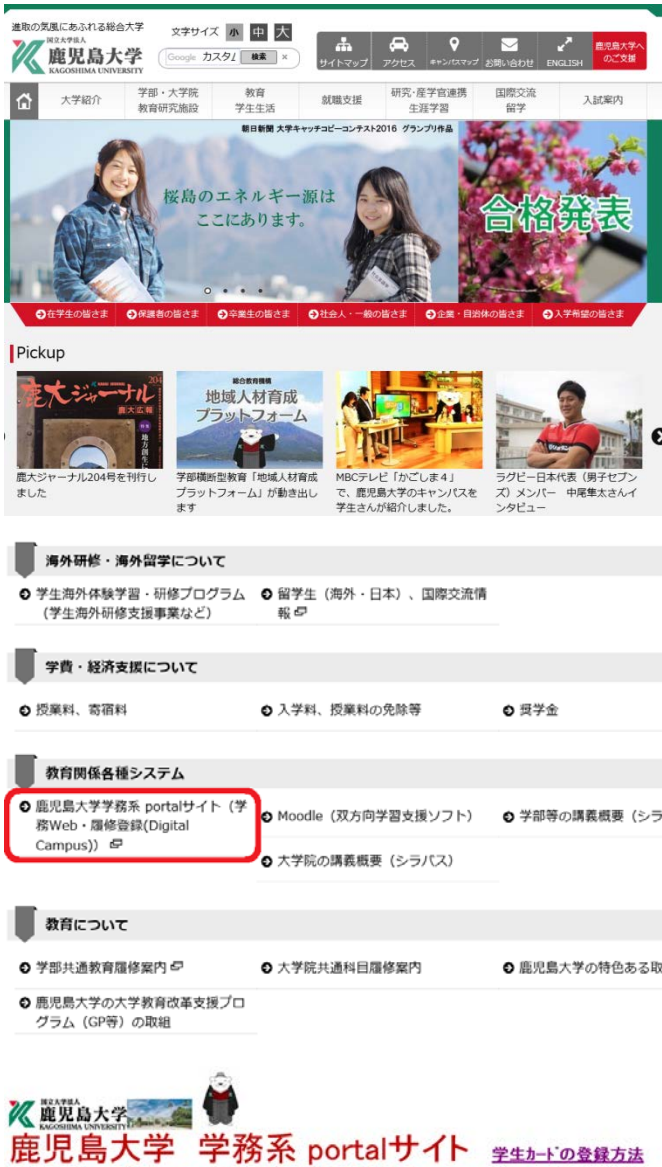 進取の気風にあふれる総合大学
文字サイズ 小 中 大
国立大学法人
鹿児島大学
KAGOSHIMA UNIVERSITY
Google カスタム 検索 ×
サイトマップ アクセス キャンパスマップ お問い合わせ ENGLISH
鹿児島大学へ
のご支援
大学紹介
学部・大学院
教育研究施設
教育
学生生活
就職支援
研究・産学官連携
生涯学習
国際交流
留学
入試案内
朝日新聞 大学キャッチコピーコンテスト2016 グランプリ作品
桜島のエネルギー源は
ここにあります。
合格発表
在学生の皆さま 保護者の皆さま 卒業生の皆さま 社会人・一般の皆さま 企業・自治体の皆さま 入学希望の皆さま
Pickup
鹿大ジャーナル 204
鹿大広報
特集
地方創生に
総合教育機構
地域人材育成
プラットフォーム
鹿大ジャーナル204号を刊行し
ました
学部横断型教育「地域人材育成
プラットフォーム」が動き出し
ます
MBCテレビ「かごしま4」
で、鹿児島大学のキャンパスを
学生さんが紹介しました。
ラグビー日本代表(男子セブン
ズ)メンバー 中尾隼太さんイ
ンタビュー
海外研修・海外留学について
学生海外体験学習・研修プログラム
(学生海外研修支援事業など)
留学生(海外・日本)、国際交流情
報
学費・経済支援について
授業料、寄宿料
入学料、授業料の免除等
奨学金
教育関係各種システム
鹿児島大学学務系 portalサイト(学
務Web・履修登録(Digital
Campus))
Moodle(双方向学習支援ソフト)
学部等の講義概要(シラ
大学院の講義概要(シラバス)
教育について
学部共通教育履修案内
大学院共通科目履修案内
鹿児島大学の特色ある取
鹿児島大学の大学教育改革支援プロ
グラム(GP等)の取組
国立大学法人
鹿児島大学
KAGOSHIMA UNIVERSITY
鹿児島大学 学務系 portalサイト 学生カードの登録方法